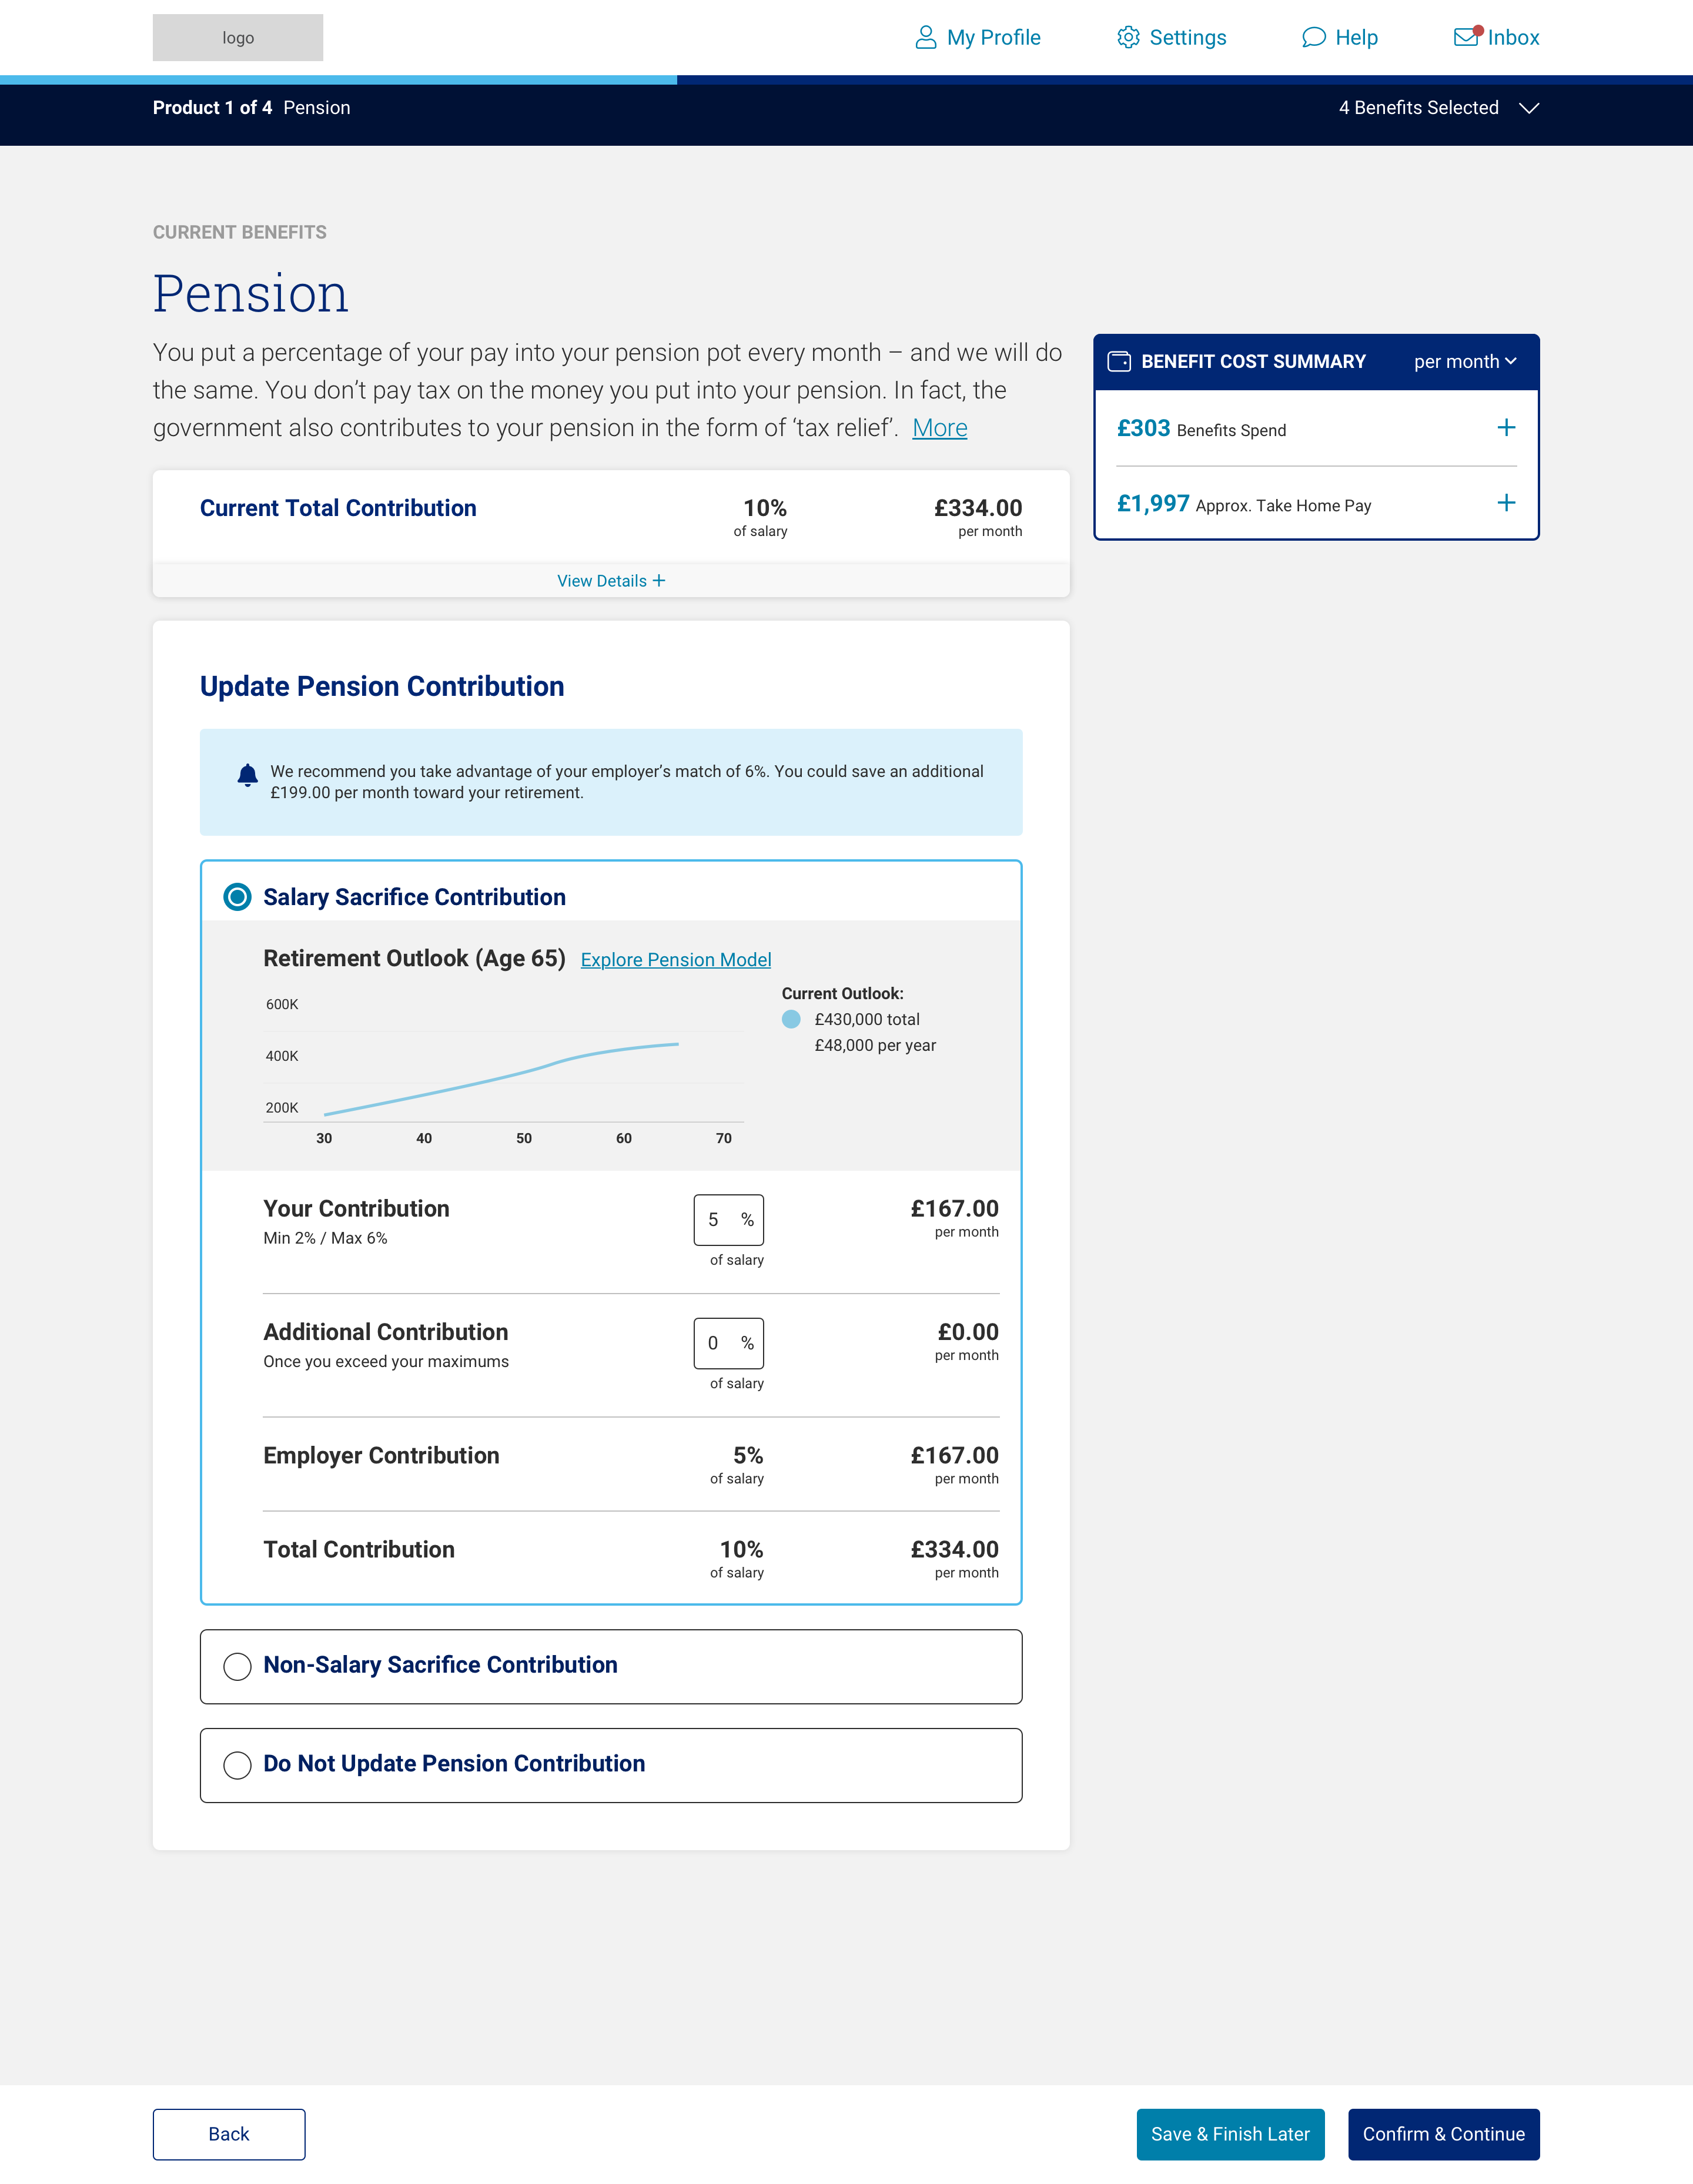 logo
My Profile
Settings
Help
Inbox
Product 1 of 4 Pension
4 Benefits Selected
CURRENT BENEFITS
Pension
You put a percentage of your pay into your pension pot every month – and we will do
the same. You don’t pay tax on the money you put into your pension. In fact, the
government also contributes to your pension in the form of ‘tax relief’. More
BENEFIT COST SUMMARY per month
£303 Benefits Spend
£1,997 Approx. Take Home Pay
Current Total Contribution 10% £334.00
of salary per month
View Details +
Update Pension Contribution
We recommend you take advantage of your employer’s match of 6%. You could save an additional
£199.00 per month toward your retirement.
Salary Sacrifice Contribution
Retirement Outlook (Age 65) Explore Pension Model
600K
400K
200K
30 40 50 60 70
Current Outlook:
£430,000 total
£48,000 per year
Your Contribution 5 % £167.00
Min 2% / Max 6% per month
of salary
Additional Contribution 0 % £0.00
Once you exceed your maximums per month
of salary
Employer Contribution 5% £167.00
of salary per month
Total Contribution 10% £334.00
of salary per month
Non-Salary Sacrifice Contribution
Do Not Update Pension Contribution
Back
Save & Finish Later
Confirm & Continue